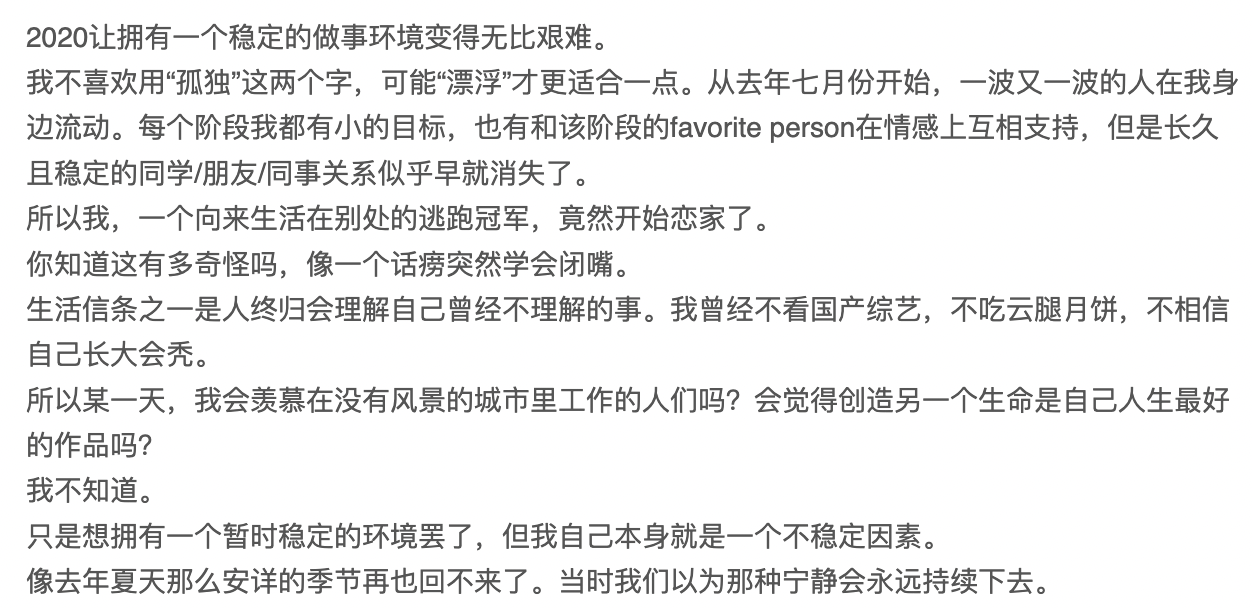 2020让拥有一个稳定的做事环境变得无比艰难。
我不喜欢用“孤独”这两个字，可能“漂浮”才更适合一点。从去年七月份开始，一波又一波的人在我身
边流动。每个阶段我都有小的目标，也有和该阶段的favorite person在情感上互相支持，但是长久
且稳定的同学/朋友/同事关系似乎早就消失了。
所以我，一个向来生活在别处的逃跑冠军，竟然开始恋家了。
你知道这有多奇怪吗，像一个话痨突然学会闭嘴。
生活信条之一是人终归会理解自己曾经不理解的事。我曾经不看国产综艺，不吃云腿月饼，不相信
自己长大会秃。
所以某一天，我会羡慕在没有风景的城市里工作的人们吗？会觉得创造另一个生命是自己人生最好
的作品吗？
我不知道。
只是想拥有一个暂时稳定的环境罢了，但我自己本身就是一个不稳定因素。
像去年夏天那么安详的季节再也回不来了。当时我们以为那种宁静会永远持续下去。